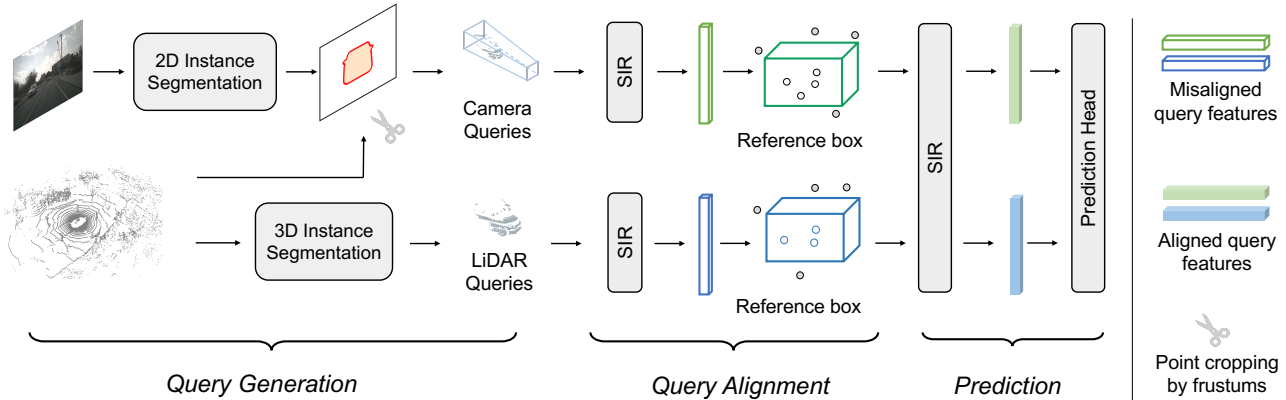 2D Instance
Segmentation
Camera
Queries
SIR
Reference box
SIR
Prediction Head
3D Instance
Segmentation
LiDAR
Queries
SIR
Reference box
Query Generation
Query Alignment
Prediction
Misaligned
query features
Aligned query
features
Point cropping
by frustums